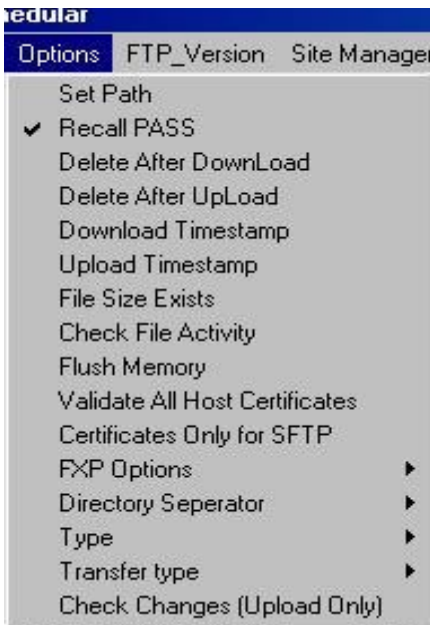 Options FTP_Version Site Manager
Set Path
Recall PASS
Delete After DownLoad
Delete After UpLoad
Download Timestamp
Upload Timestamp
File Size Exists
Check File Activity
Flush Memory
Validate All Host Certificates
Certificates Only for SFTP
FXP Options
Directory Seperator
Type
Transfer type
Check Changes (Upload Only)